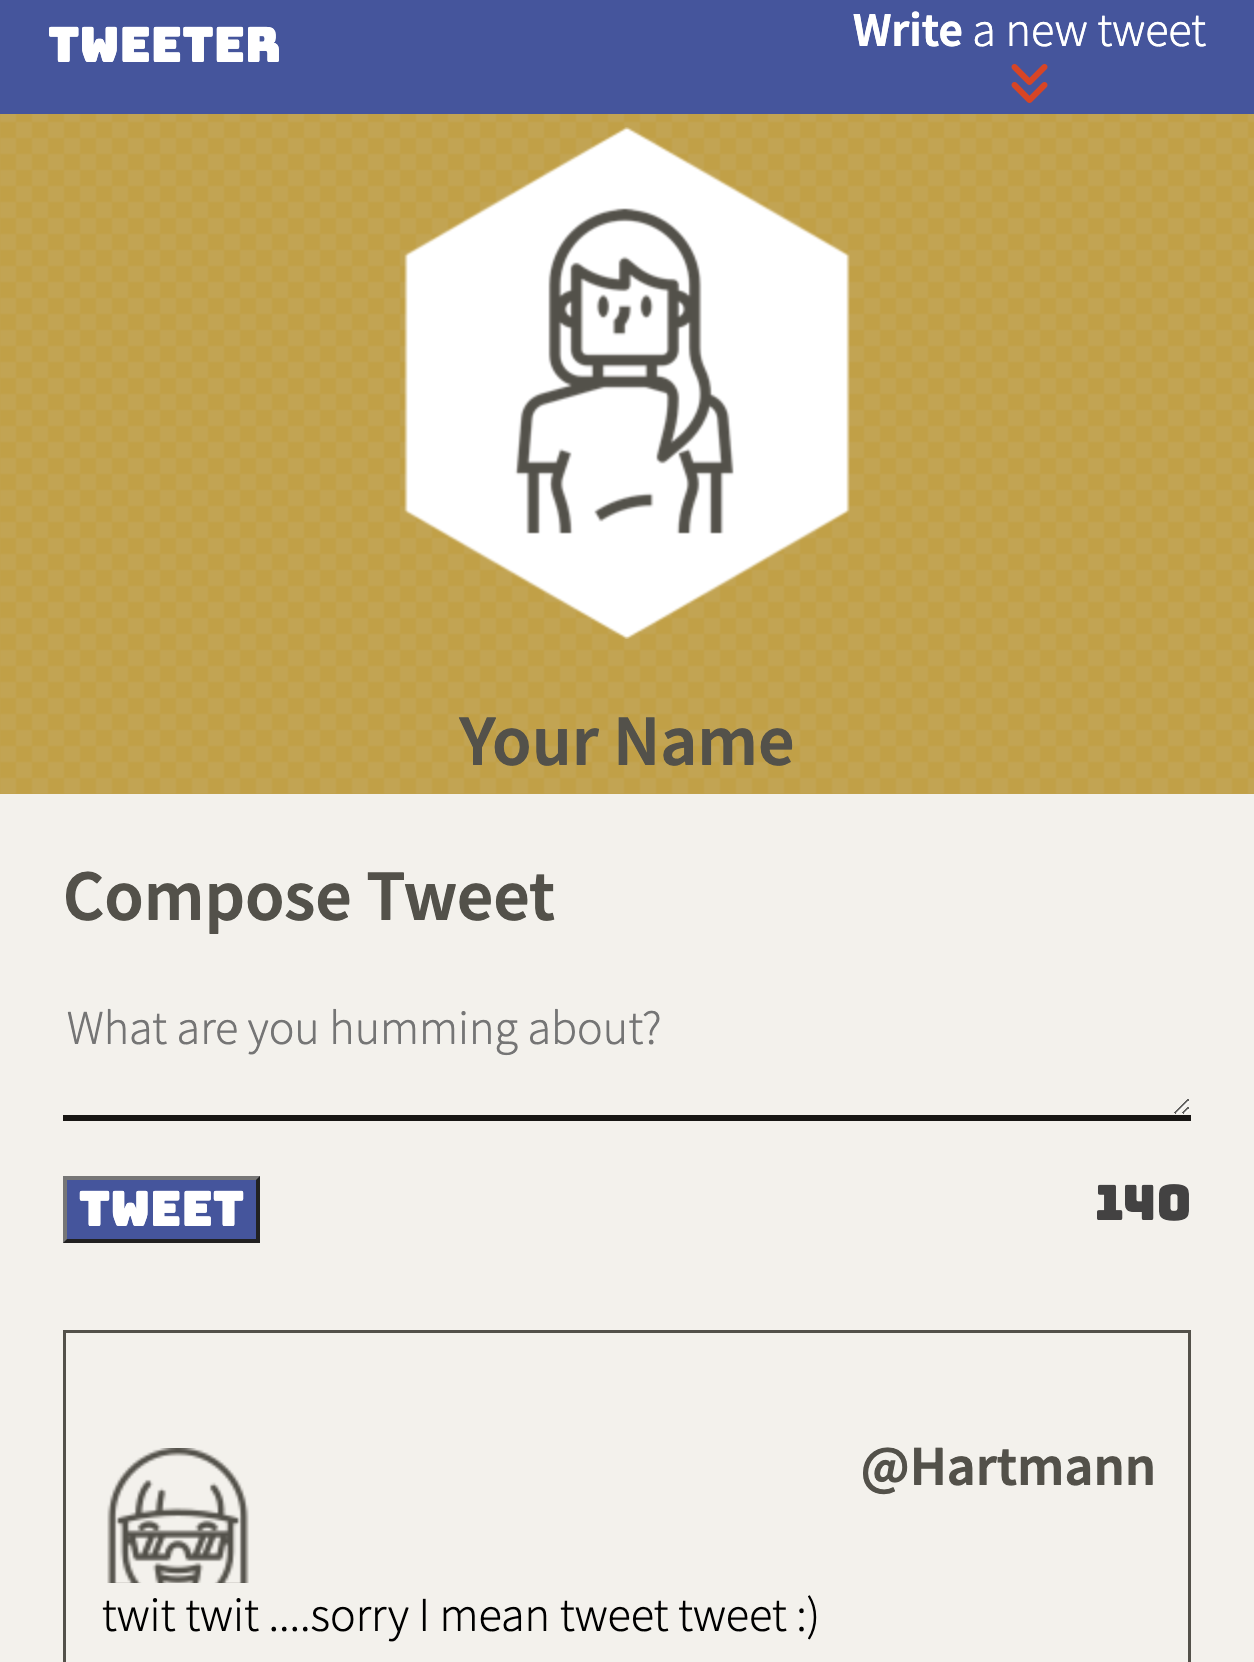 TWEETER
Write a new tweet
Your Name
Compose Tweet
What are you humming about?
TWEET
140
@Hartmann
twit twit ....sorry I mean tweet tweet :)